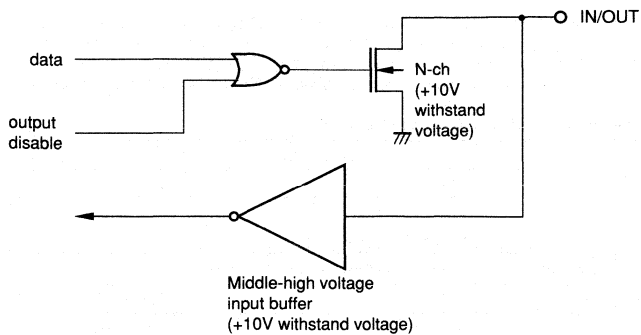 IN/OUT
data
N-ch
(+10V
withstand
voltage)
output
disable
Middle-high voltage
input buffer
(+10V withstand voltage)